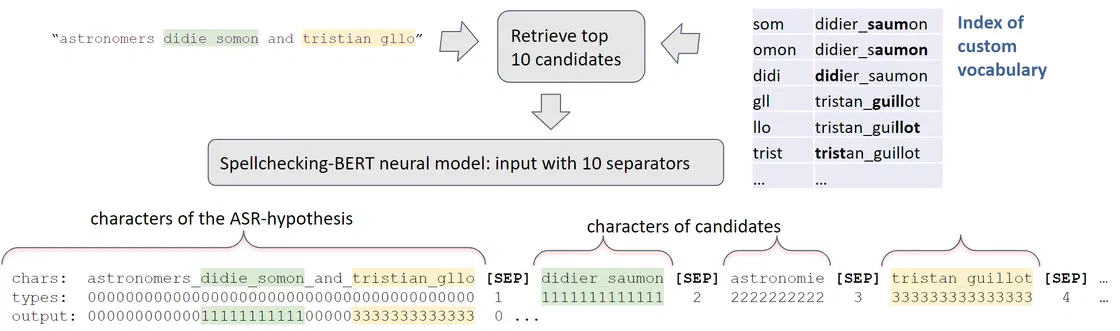 “astronomers didie somon and tristian gllo”
Retrieve top
10 candidates
som didier_saumon
omon didier_saumon
didi didier_saumon
gll tristan_guillot
llo tristan_guillot
trist tristan_guillot
... ...
Index of
custom
vocabulary
Spellchecking-BERT neural model: input with 10 separators
characters of the ASR-hypothesis
characters of candidates
chars: astronomers_didie_somon_and_tristian_gllo [SEP] didier saumon [SEP] astronomie [SEP] tristan guillot [SEP] …
types: 00000000000000000000000000000000000000000 1 1111111111111 2 2222222222 3 333333333333333 4 …
output: 00000000000011111111111000003333333333333 0 ...